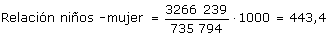 Relación niños -mujer = 3266 239 / 735 794 · 1000 = 443,4